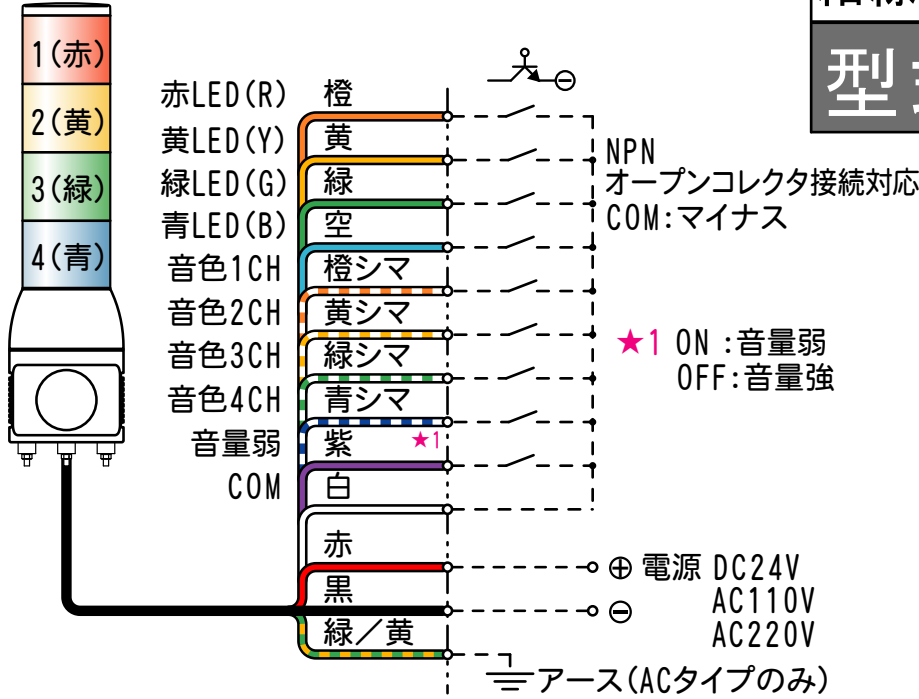 1(赤)
2(黄)
3(緑)
4(青)
型
赤LED(R) 橙
黄LED(Y) 黄
緑LED(G) 緑
青LED(B) 空
音色1CH 橙シマ
音色2CH 黄シマ
音色3CH 緑シマ
音色4CH 青シマ
音量弱 紫 ★1
COM 白
赤
黒
緑／黄
NPN
オープンコレクタ接続対応
COM:マイナス
★1 ON :音量弱
OFF:音量強
⊖
⊕ 電源 DC24V
⊖ AC110V
AC220V
アース(ACタイプのみ)